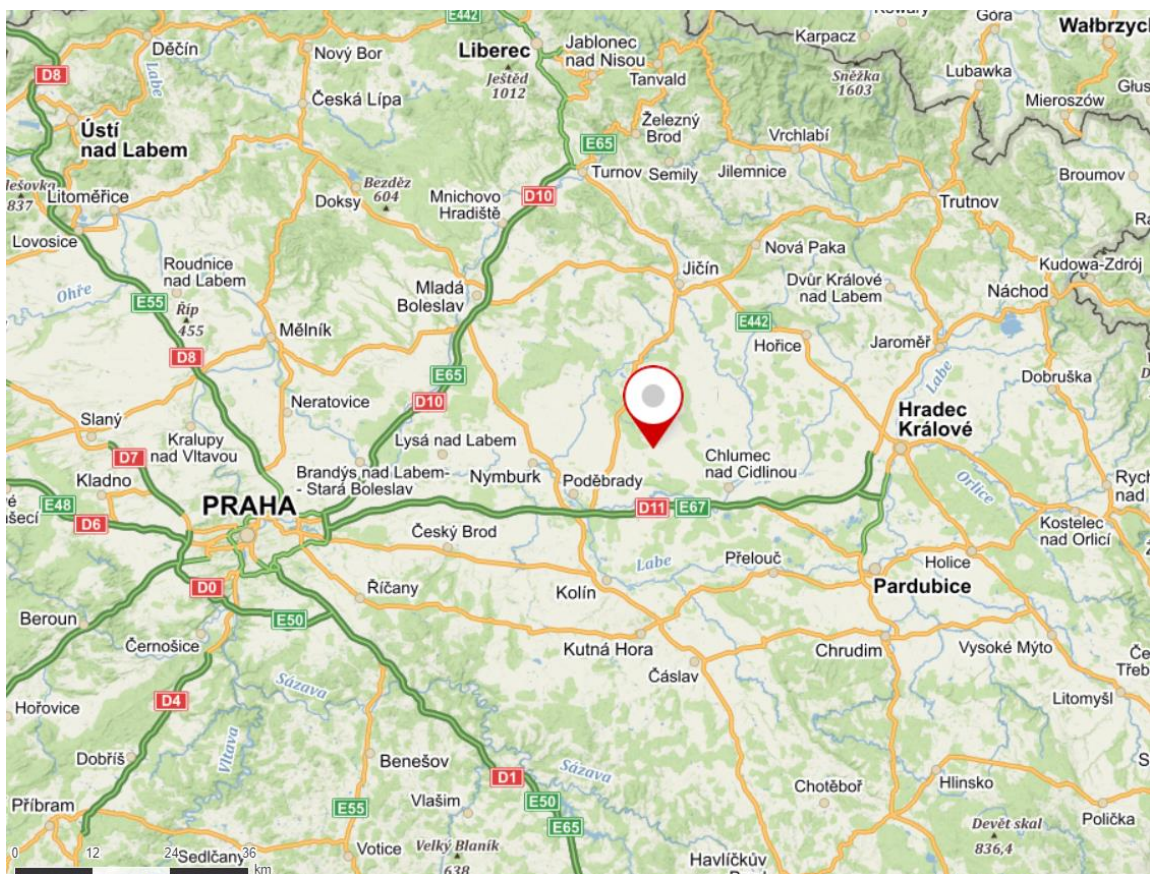 E442
Kowary
Góra
Děčín
Nový Bor
Liberec
Jablonec
nad Nisou
Karpacz
Wałbrzych
D8
Labe
Ještěd
1012
Tanvald
Sněžka
1603
Lubawka
Česká Lípa
Mieroszów
Ústí
nad Labem
Železný
Brod
E65
Vrchlabí
Turnov
Semily
Jilemnice
Broumov
837
Litoměřice
Bezděz
604
Doksy
Mnichovo
Hradiště
D10
Trutnov
Lovosice
Nová Paka
Roudnice
nad Labem
Jičín
Kudowa-Zdrój
Dvůr Králové
nad Labem
Ohře
E55
Říp
455
Mladá
Boleslav
Náchod
Mělník
E442
Hořice
Jaroměř
D8
E65
Labe
Dobruška
Neratovice
D10
Slaný
Hradec
Králové
Kralupy
nad Vltavou
D7
Lysá nad Labem
Chlumec
nad Cidlinou
Kladno
Brandýs nad Labem-
- Stará Boleslav
Nymburk
Poděbrady
Orlice
E48
D6
PRAHA
D11
E67
Kostelec
nad Orlicí
Český Brod
Labe
Přelouč
Holice
D0
Říčany
Kolín
Pardubice
Beroun
E50
Černošice
Kutná Hora
Chrudim
Vysoké Mýto
Čáslav
Sázava
D4
Litomyšl
Hořovice
Vltava
Dobříš
Benešov
Sázava
D1
Chotěboř
Hlinsko
Příbram
E55
Vlašim
E50
E65
Polička
Devět skal
836,4
Sedlčany
Votice
Velký Blaník
638
Havlíčkův
0 12 24 36
km